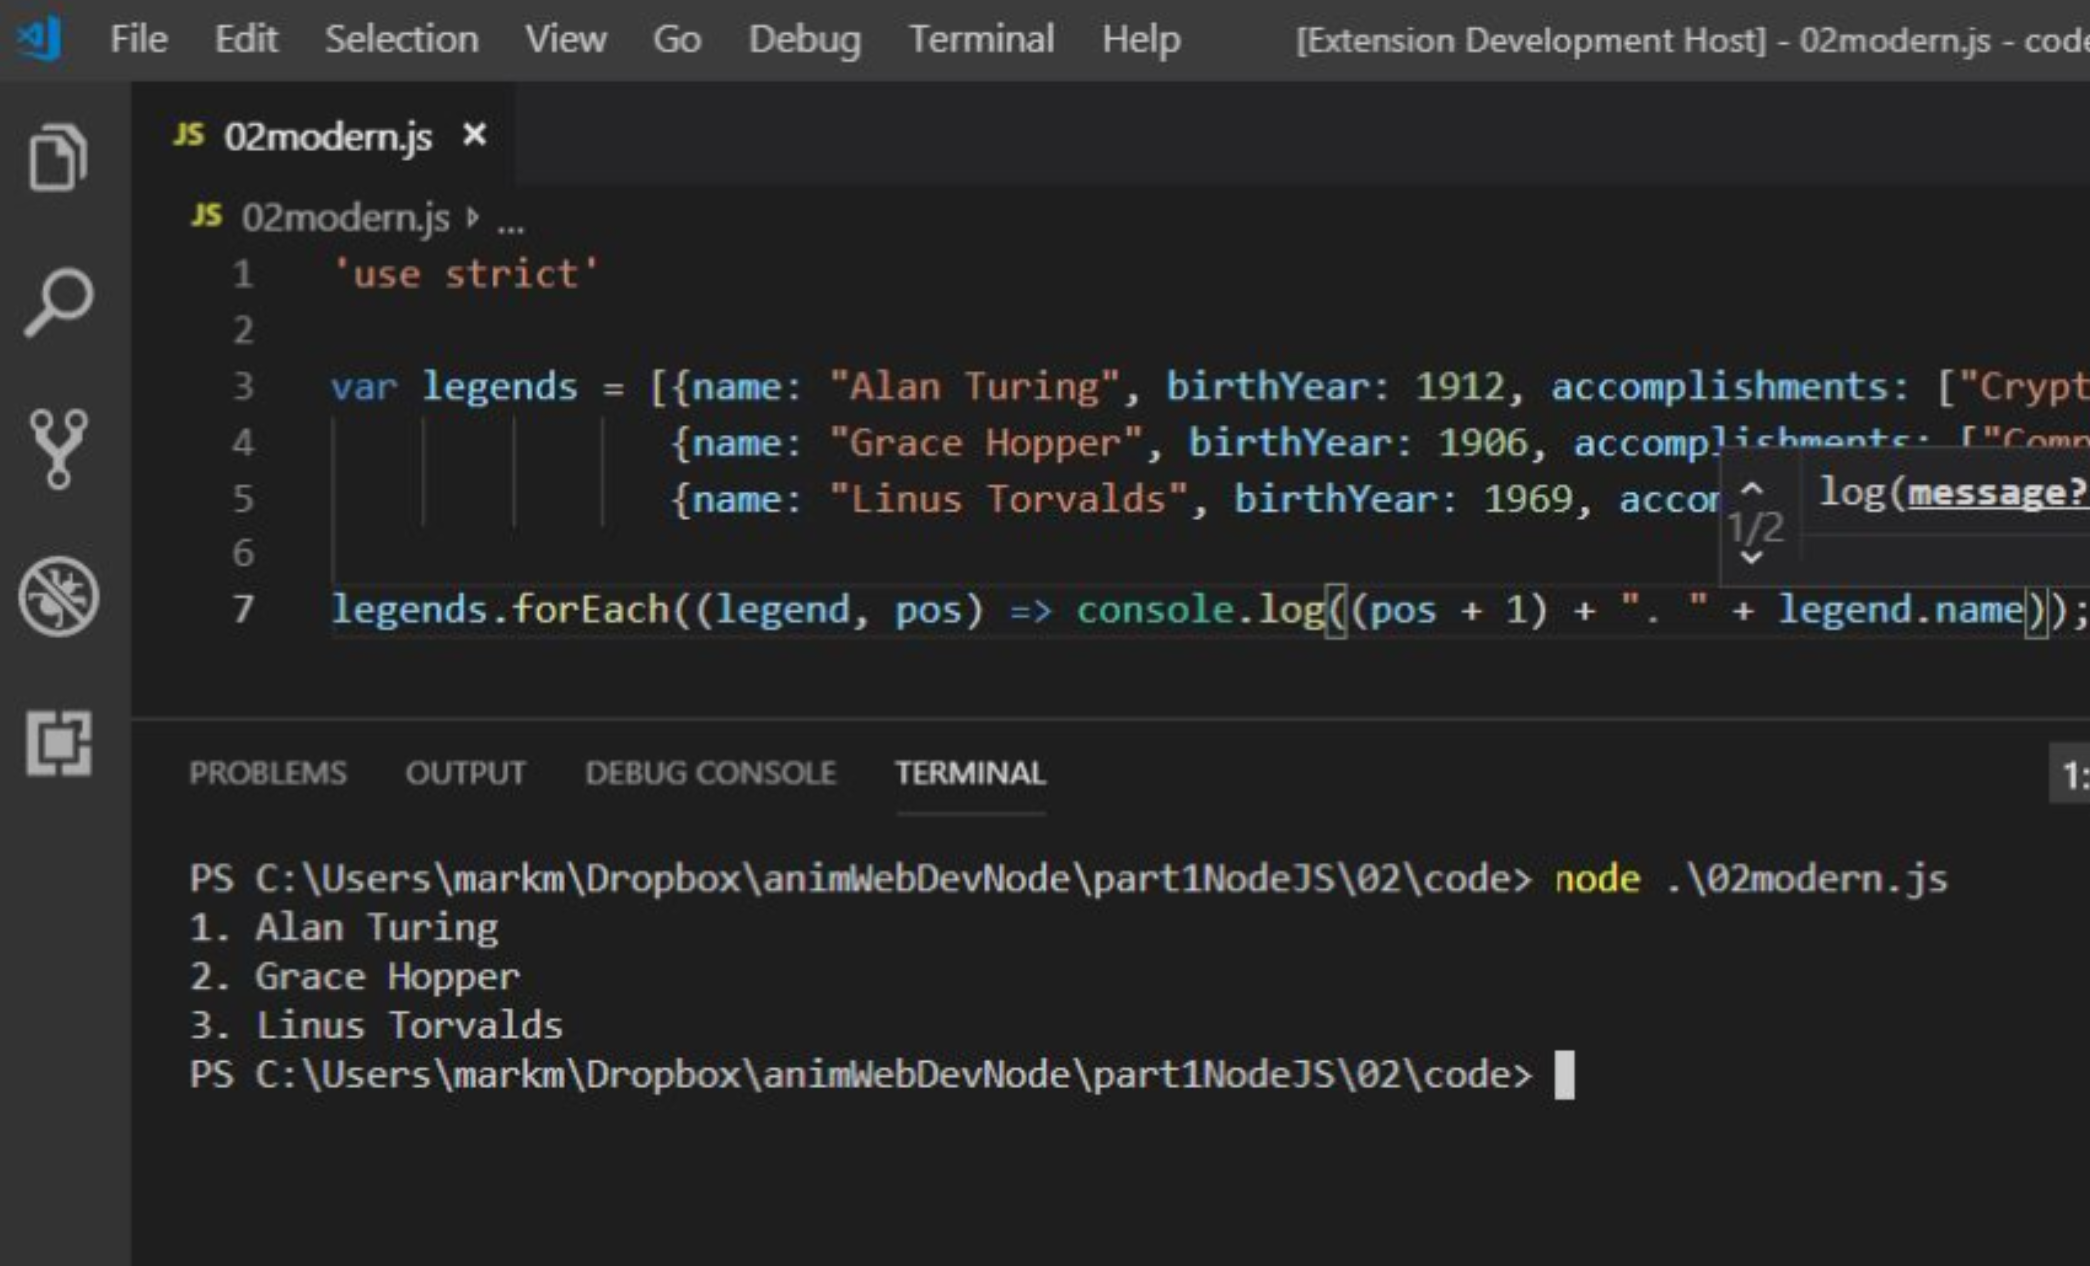 File Edit Selection View Go Debug Terminal Help [Extension Development Host] - 02modern.js - code
JS 02modern.js ×
JS 02modern.js ...
1 'use strict'
2
3 var legends = [{name: "Alan Turing", birthYear: 1912, accomplishments: ["Crypt
4 {name: "Grace Hopper", birthYear: 1906, accomplishments: ["Comp
5 {name: "Linus Torvalds", birthYear: 1969, accom
log(message?
1/2
6
7 legends.forEach((legend, pos) => console.log((pos + 1) + ". " + legend.name));
PROBLEMS OUTPUT DEBUG CONSOLE TERMINAL 1:
PS C:\Users\markm\Dropbox\animWebDevNode\part1NodeJS\02\code> node .\02modern.js
1. Alan Turing
2. Grace Hopper
3. Linus Torvalds
PS C:\Users\markm\Dropbox\animWebDevNode\part1NodeJS\02\code>